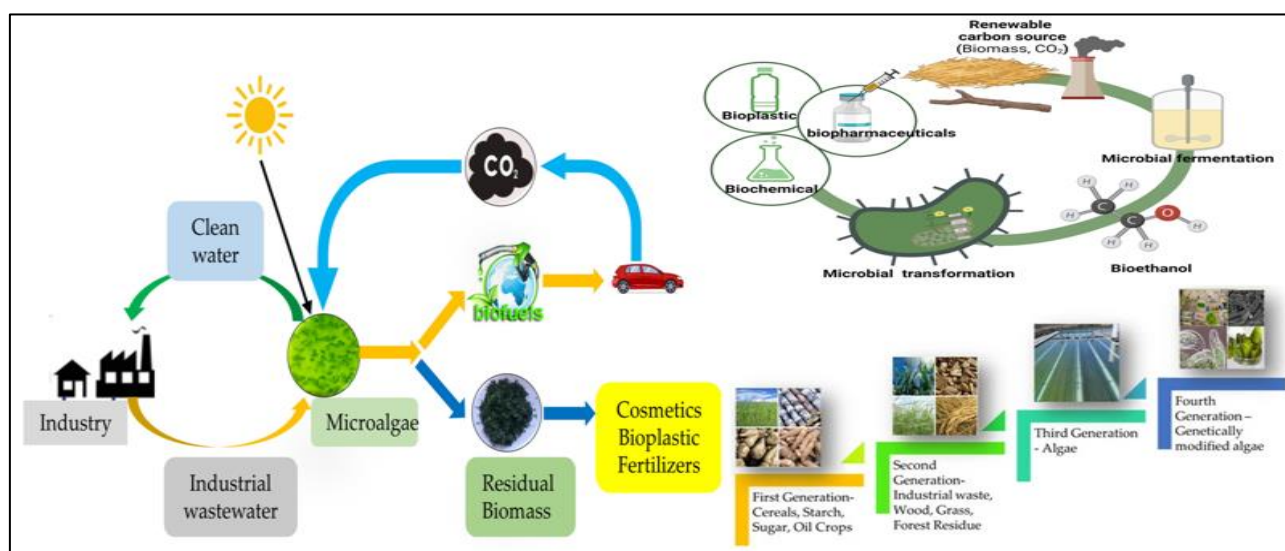 CO₂
Clean
water
biofuels
Industry
Microalgae
Industrial
wastewater
Residual
Biomass
Cosmetics
Bioplastic
Fertilizers
Renewable
carbon source
(Biomass, CO₂)
Bioplastic
biopharmaceuticals
Biochemical
Microbial fermentation
Microbial transformation
Bioethanol
H
H
H
C
C
O
H
H
H
First Generation-
Cereals, Starch,
Sugar, Oil Crops
Second
Generation-
Industrial waste,
Wood, Grass,
Forest Residue
Third Generation
- Algae
Fourth
Generation –
Genetically
modified algae